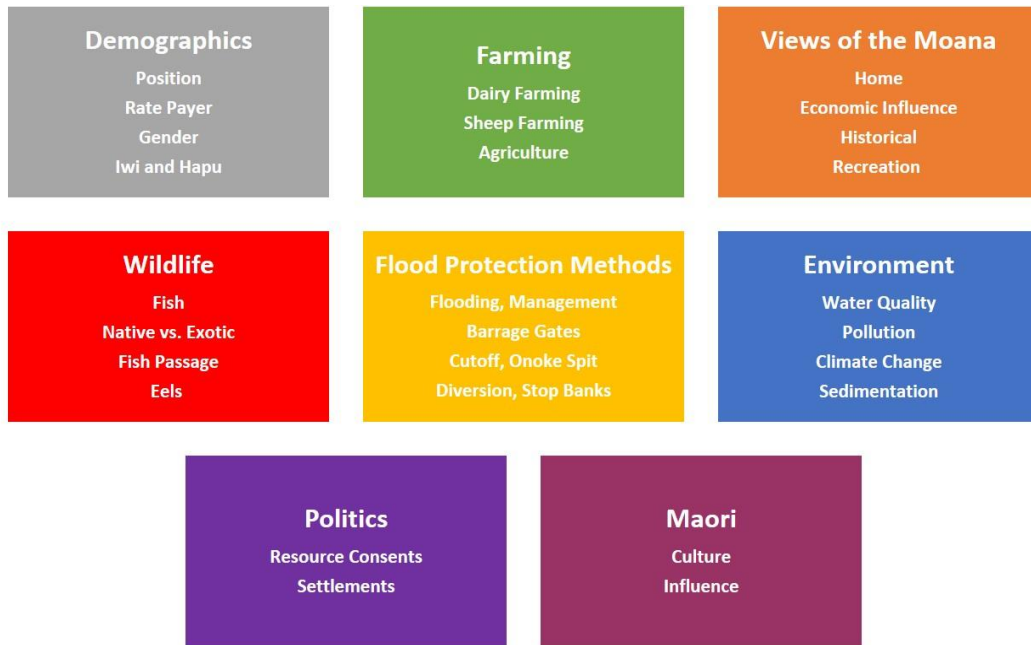 Demographics
Position
Rate Payer
Gender
Iwi and Hapu
Farming
Dairy Farming
Sheep Farming
Agriculture
Views of the Moana
Home
Economic Influence
Historical
Recreation
Wildlife
Fish
Native vs. Exotic
Fish Passage
Eels
Flood Protection Methods
Flooding, Management
Barrage Gates
Cutoff, Onoke Spit
Diversion, Stop Banks
Environment
Water Quality
Pollution
Climate Change
Sedimentation
Politics
Resource Consents
Settlements
Maori
Culture
Influence